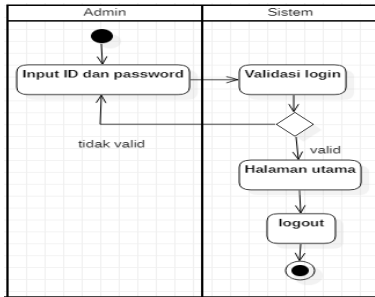 Admin
Sistem
Input ID dan password
Validasi login
tidak valid
valid
Halaman utama
logout